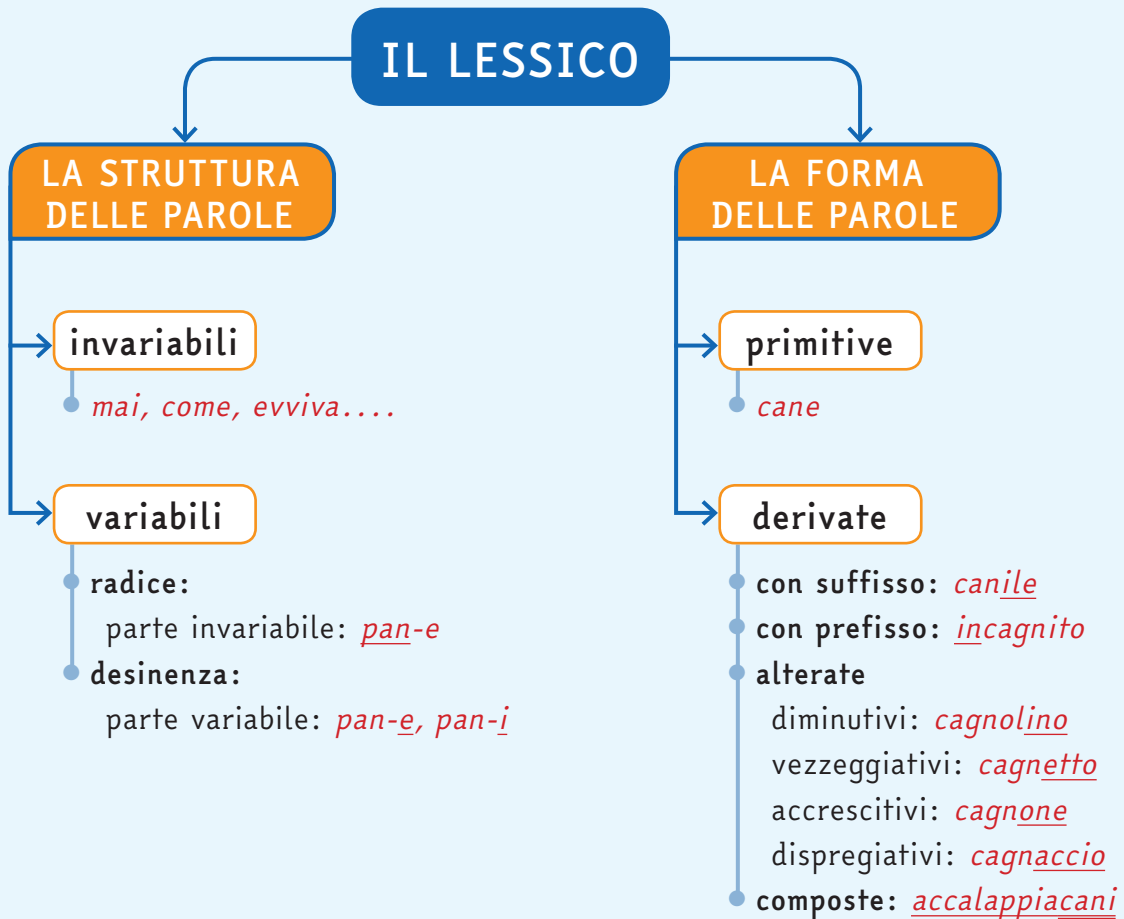 IL LESSICO
LA STRUTTURA
DELLE PAROLE
invariabili
mai, come, evviva....
variabili
radice:
parte invariabile: pan-e
desinenza:
parte variabile: pan-e, pan-i
LA FORMA
DELLE PAROLE
primitive
cane
derivate
con suffisso: canile
con prefisso: incagnito
alterate
diminutivi: cagnolino
vezzeggiativi: cagnetto
accrescitivi: cagnone
dispregiativi: cagnaccio
composte: accalappiacani